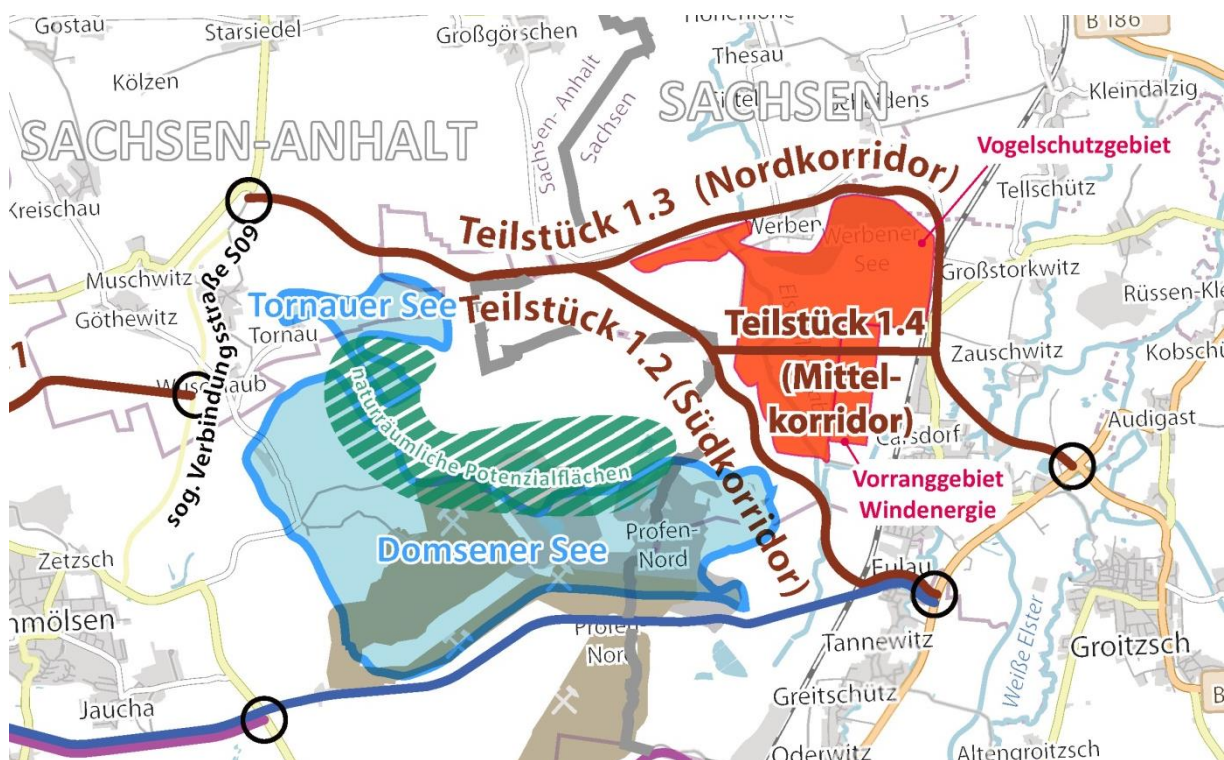 Gostau
Starsiedel
Großgörschen
B 186
Kölzen
Thesau
Kleindalzig
SACHSEN-ANHALT
Sachsen-Anhalt
Sachsen
SACHSEN
Vogelschutzgebiet
Kreischau
Tellschütz
Teilstück 1.3 (Nordkorridor)
Werben
Werbener
See
Großstorkwitz
Muschwitz
sog. Verbindungsstraße S09
Göthewitz
Tornau
Tornauer See
Teilstück 1.2 (Südkorridor)
Teilstück 1.4
(Mittel-
korridor)
Zauschwitz
Audigast
Carsdorf
naturräumliche Potenzialflächen
Vorranggebiet
Windenergie
Domsener See
Profen-
Nord
Zetzsch
Eulau
Profen-
Nord
Tannewitz
Groitzsch
Weiße Elster
Jaucha
Greitschütz
Oderwitz
Altengroitzsch